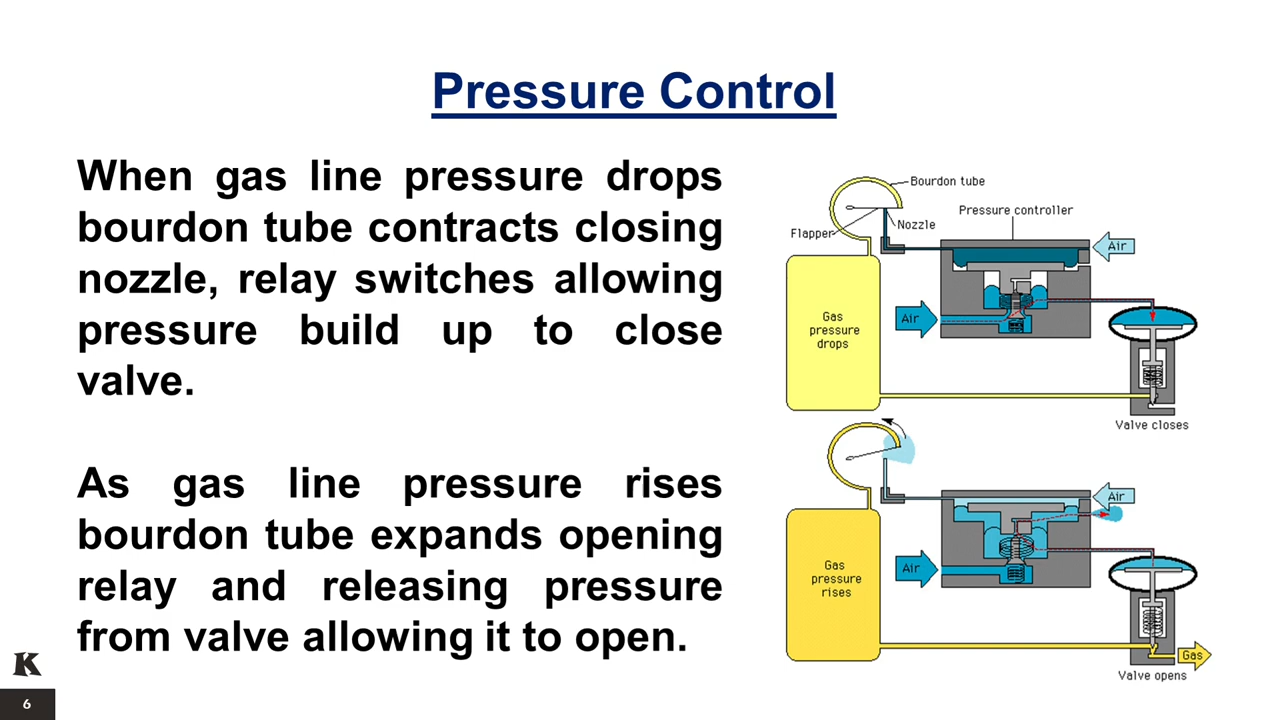 Pressure Control
When gas line pressure drops
bourdon tube contracts closing
nozzle, relay switches allowing
pressure build up to close
valve.
As gas line pressure rises
bourdon tube expands opening
relay and releasing pressure
from valve allowing it to open.
Bourdon tube
Pressure controller
Nozzle
Flapper
Air
Air
Gas
pressure
drops
Valve closes
Air
Air
Gas
pressure
rises
Gas
Valve opens
K
6